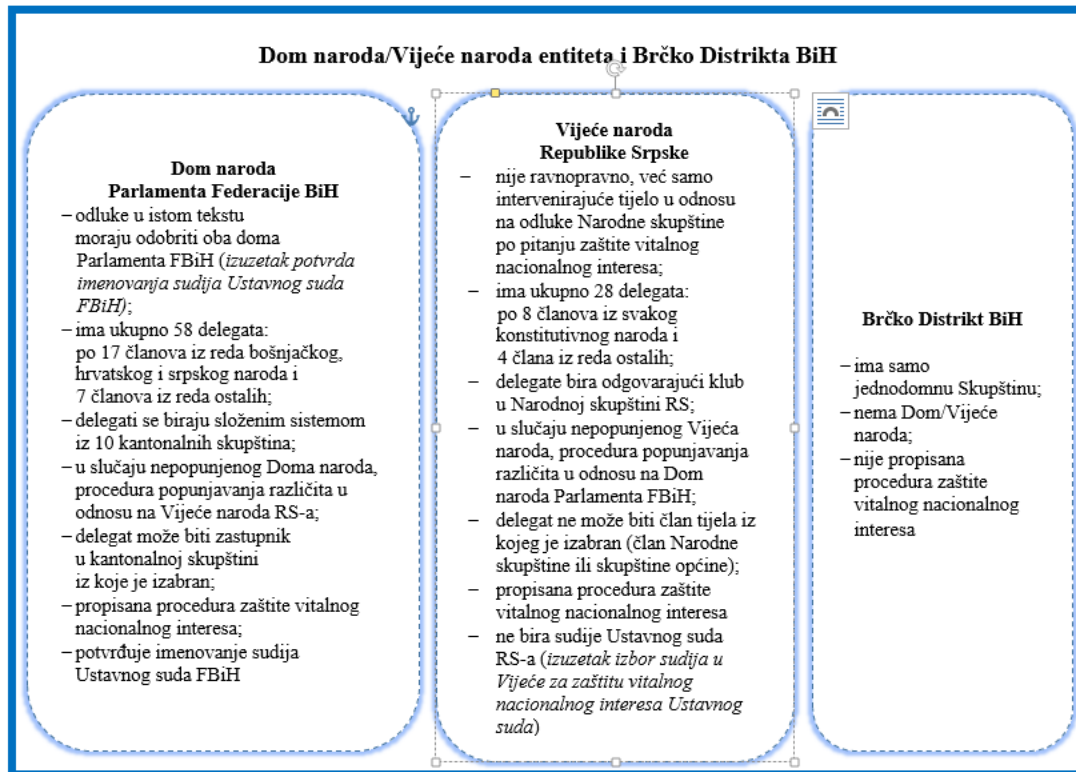 Dom naroda/Vijeće naroda entiteta i Brčko Distrikta BiH
Dom naroda
Parlamenta Federacije BiH
– odluke u istom tekstu
moraju odobriti oba doma
Parlamenta FBiH (izuzetak potvrda
imenovanja sudija Ustavnog suda
FBiH);
– ima ukupno 58 delegata:
po 17 članova iz reda bošnjačkog,
hrvatskog i srpskog naroda i
7 članova iz reda ostalih;
– delegati se biraju složenim sistemom
iz 10 kantonalnih skupština;
– u slučaju nepopunjenog Doma naroda,
procedura popunjavanja različita u
odnosu na Vijeće naroda RS-a;
– delegat može biti zastupnik
u kantonalnoj skupštini
iz koje je izabran;
– propisana procedura zaštite vitalnog
nacionalnog interesa;
– potvrđuje imenovanje sudija
Ustavnog suda FBiH
Vijeće naroda
Republike Srpske
– nije ravnopravno, već samo
intervenirajuće tijelo u odnosu
na odluke Narodne skupštine
po pitanju zaštite vitalnog
nacionalnog interesa;
– ima ukupno 28 delegata:
po 8 članova iz svakog
konstitutivnog naroda i
4 člana iz reda ostalih;
– delegate bira odgovarajući klub
u Narodnoj skupštini RS;
– u slučaju nepopunjenog Vijeća
naroda, procedura popunjavanja
različita u odnosu na Dom
naroda Parlamenta FBiH;
– delegat ne može biti član tijela iz
kojeg je izabran (član Narodne
skupštine ili skupštine općine);
– propisana procedura zaštite
vitalnog nacionalnog interesa
– ne bira sudije Ustavnog suda
RS-a (izuzetak izbor sudija u
Vijeće za zaštitu vitalnog
nacionalnog interesa Ustavnog
suda)
Brčko Distrikt BiH
– ima samo
jednodomnu Skupštinu;
– nema Dom/Vijeće
naroda;
– nije propisana
procedura zaštite
vitalnog nacionalnog
interesa